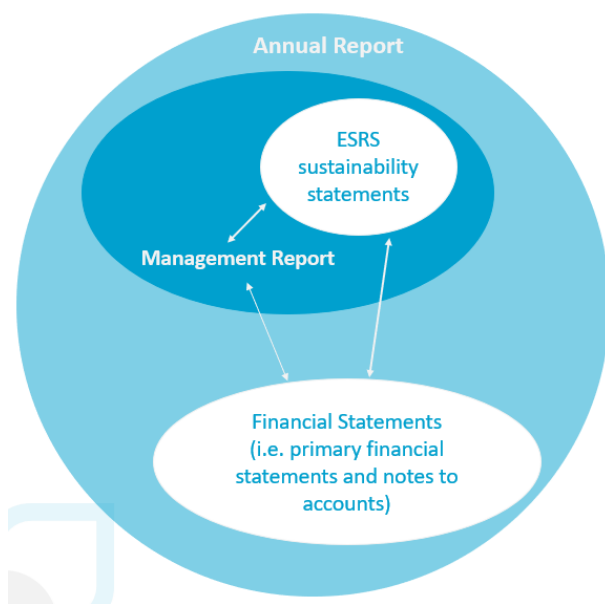 Annual Report
ESRS
sustainability
statements
Management Report
Financial Statements
(i.e. primary financial
statements and notes to
accounts)